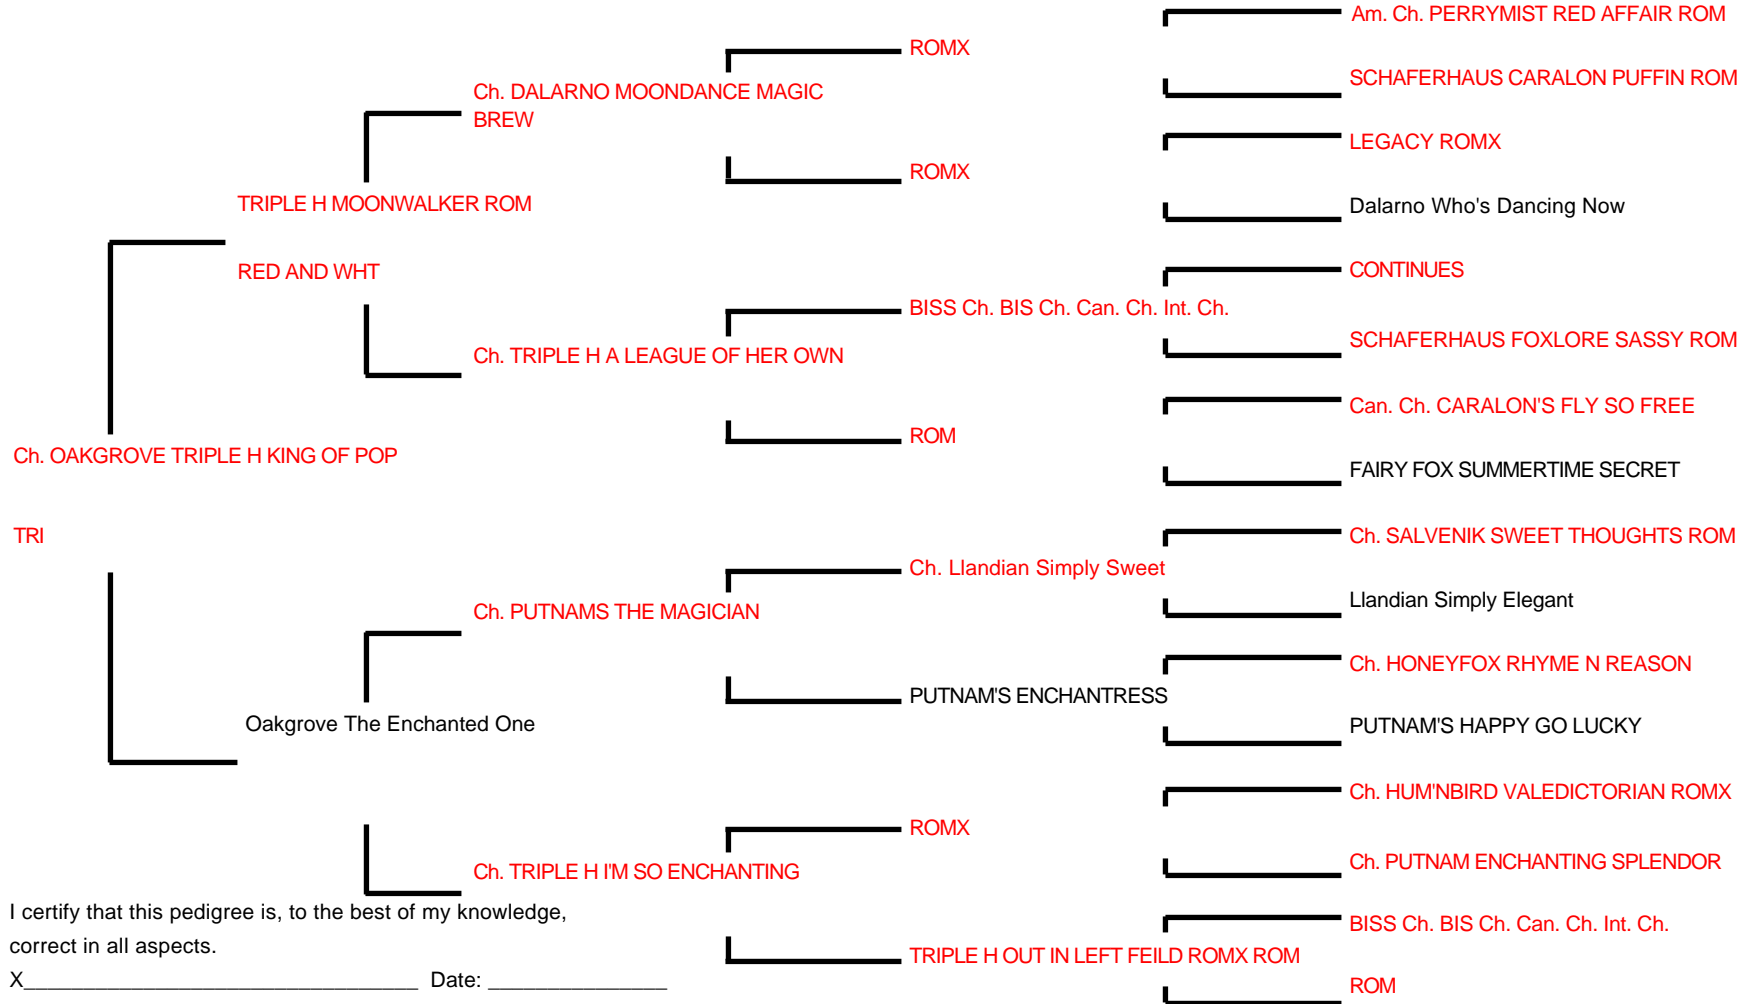 Am. Ch. PERRYMIST RED AFFAIR ROM
ROMX
SCHAFERHAUS CARALON PUFFIN ROM
Ch. DALARNO MOONDANCE MAGIC
BREW
LEGACY ROMX
ROMX
TRIPLE H MOONWALKER ROM
Dalarno Who's Dancing Now
RED AND WHT
CONTINUES
BISS Ch. BIS Ch. Can. Ch. Int. Ch.
SCHAFERHAUS FOXLORE SASSY ROM
Ch. TRIPLE H A LEAGUE OF HER OWN
Can. Ch. CARALON'S FLY SO FREE
ROM
Ch. OAKGROVE TRIPLE H KING OF POP
FAIRY FOX SUMMERTIME SECRET
TRI
Ch. SALVENIK SWEET THOUGHTS ROM
Ch. Llandian Simply Sweet
Llandian Simply Elegant
Ch. PUTNAMS THE MAGICIAN
Ch. HONEYFOX RHYME N REASON
PUTNAM'S ENCHANTRESS
Oakgrove The Enchanted One
PUTNAM'S HAPPY GO LUCKY
Ch. HUM'NBIRD VALEDICTORIAN ROMX
ROMX
Ch. PUTNAM ENCHANTING SPLENDOR
Ch. TRIPLE H I'M SO ENCHANTING
I certify that this pedigree is, to the best of my knowledge,
correct in all aspects.
BISS Ch. BIS Ch. Can. Ch. Int. Ch.
TRIPLE H OUT IN LEFT FEILD ROMX ROM
X_________________________________ Date: _______________
ROM